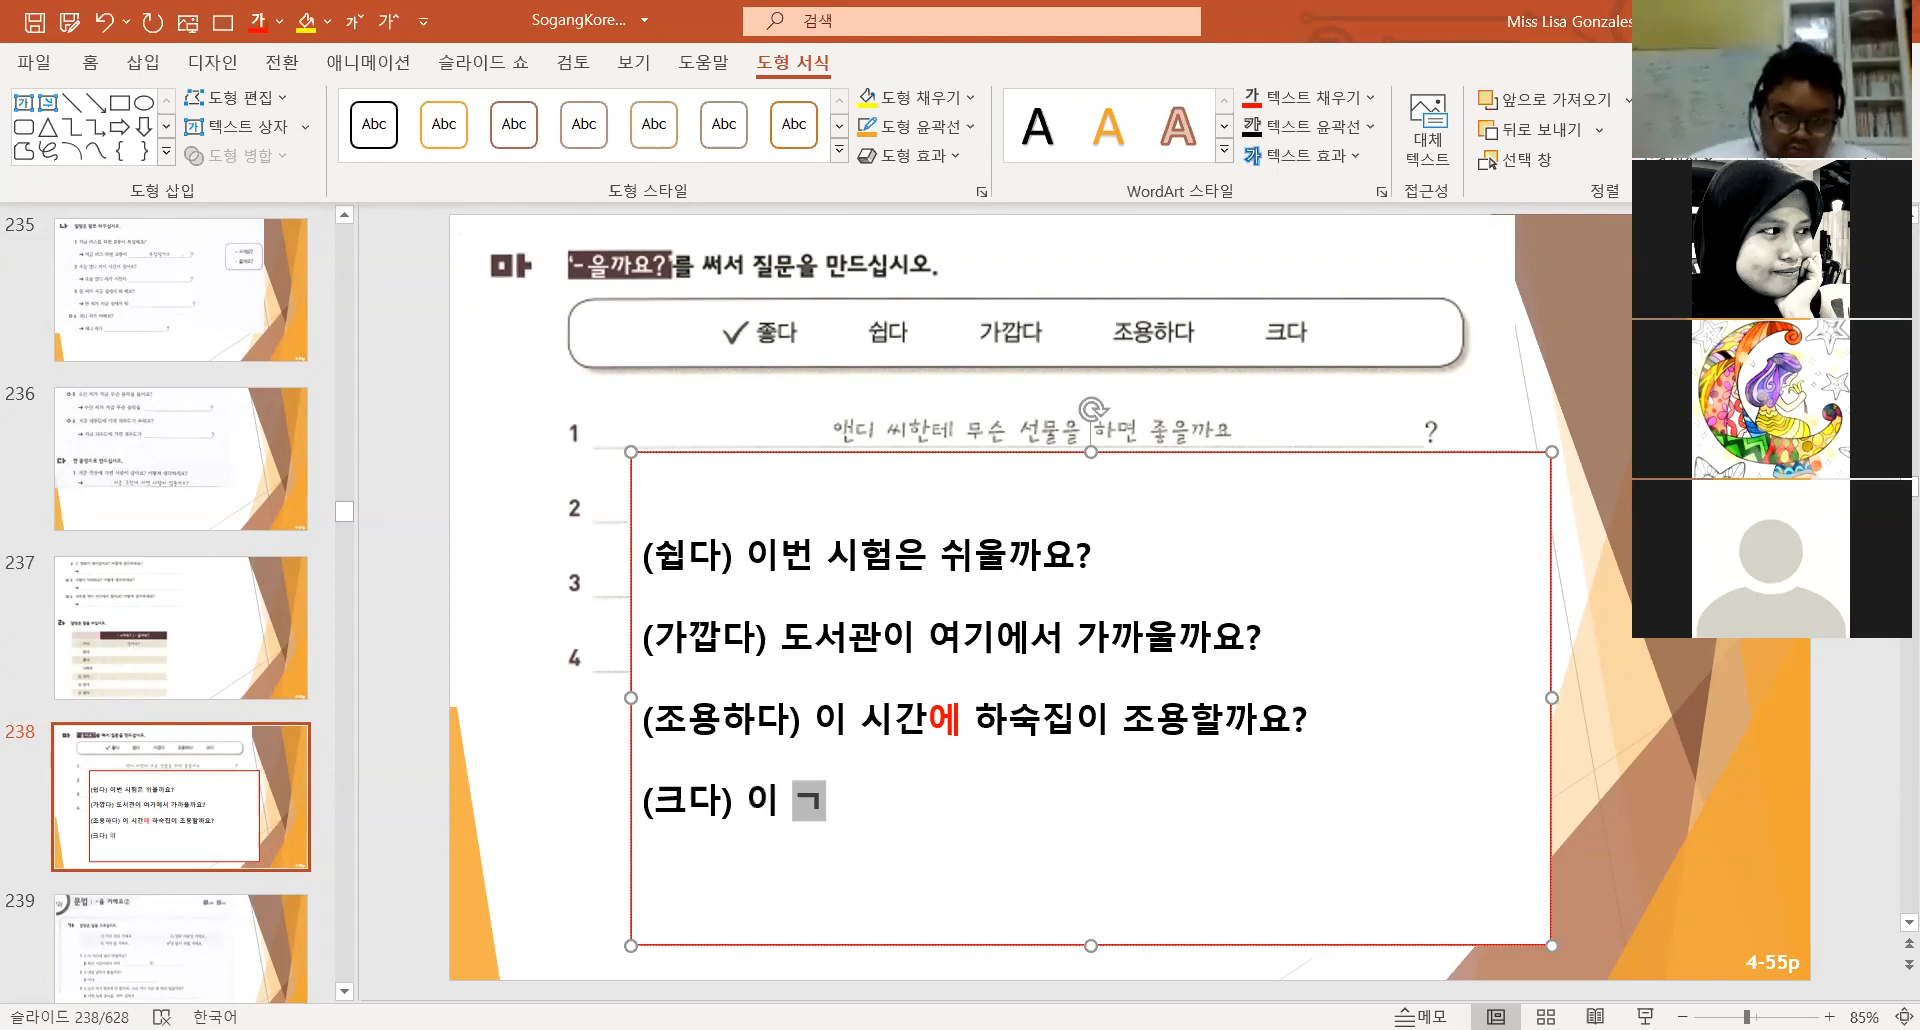 SogangKore...
검색
Miss Lisa Gonzales
파일 홈 삽입 디자인 전환 애니메이션 슬라이드 쇼 검토 보기 도움말 도형 서식
도형 편집
텍스트 상자
도형 병합
도형 삽입
Abc Abc Abc Abc Abc Abc Abc
도형 채우기
도형 윤곽선
도형 효과
도형 스타일
A A A
텍스트 채우기
텍스트 윤곽선
텍스트 효과
WordArt 스타일
대체
텍스트
접근성
앞으로 가져오기
뒤로 보내기
선택 창
정렬
235
236
237
238
239
마 '-을까요?'를 써서 질문을 만드십시오.
좋다 쉽다 가깝다 조용하다 크다
1 앤디 씨한테 무슨 선물을 하면 좋을까요 ?
2
3
4
(쉽다) 이번 시험은 쉬울까요?
(가깝다) 도서관이 여기에서 가까울까요?
(조용하다) 이 시간에 하숙집이 조용할까요?
(크다) 이 ㄱ
4-55p
슬라이드 238/628 한국어
메모
85%